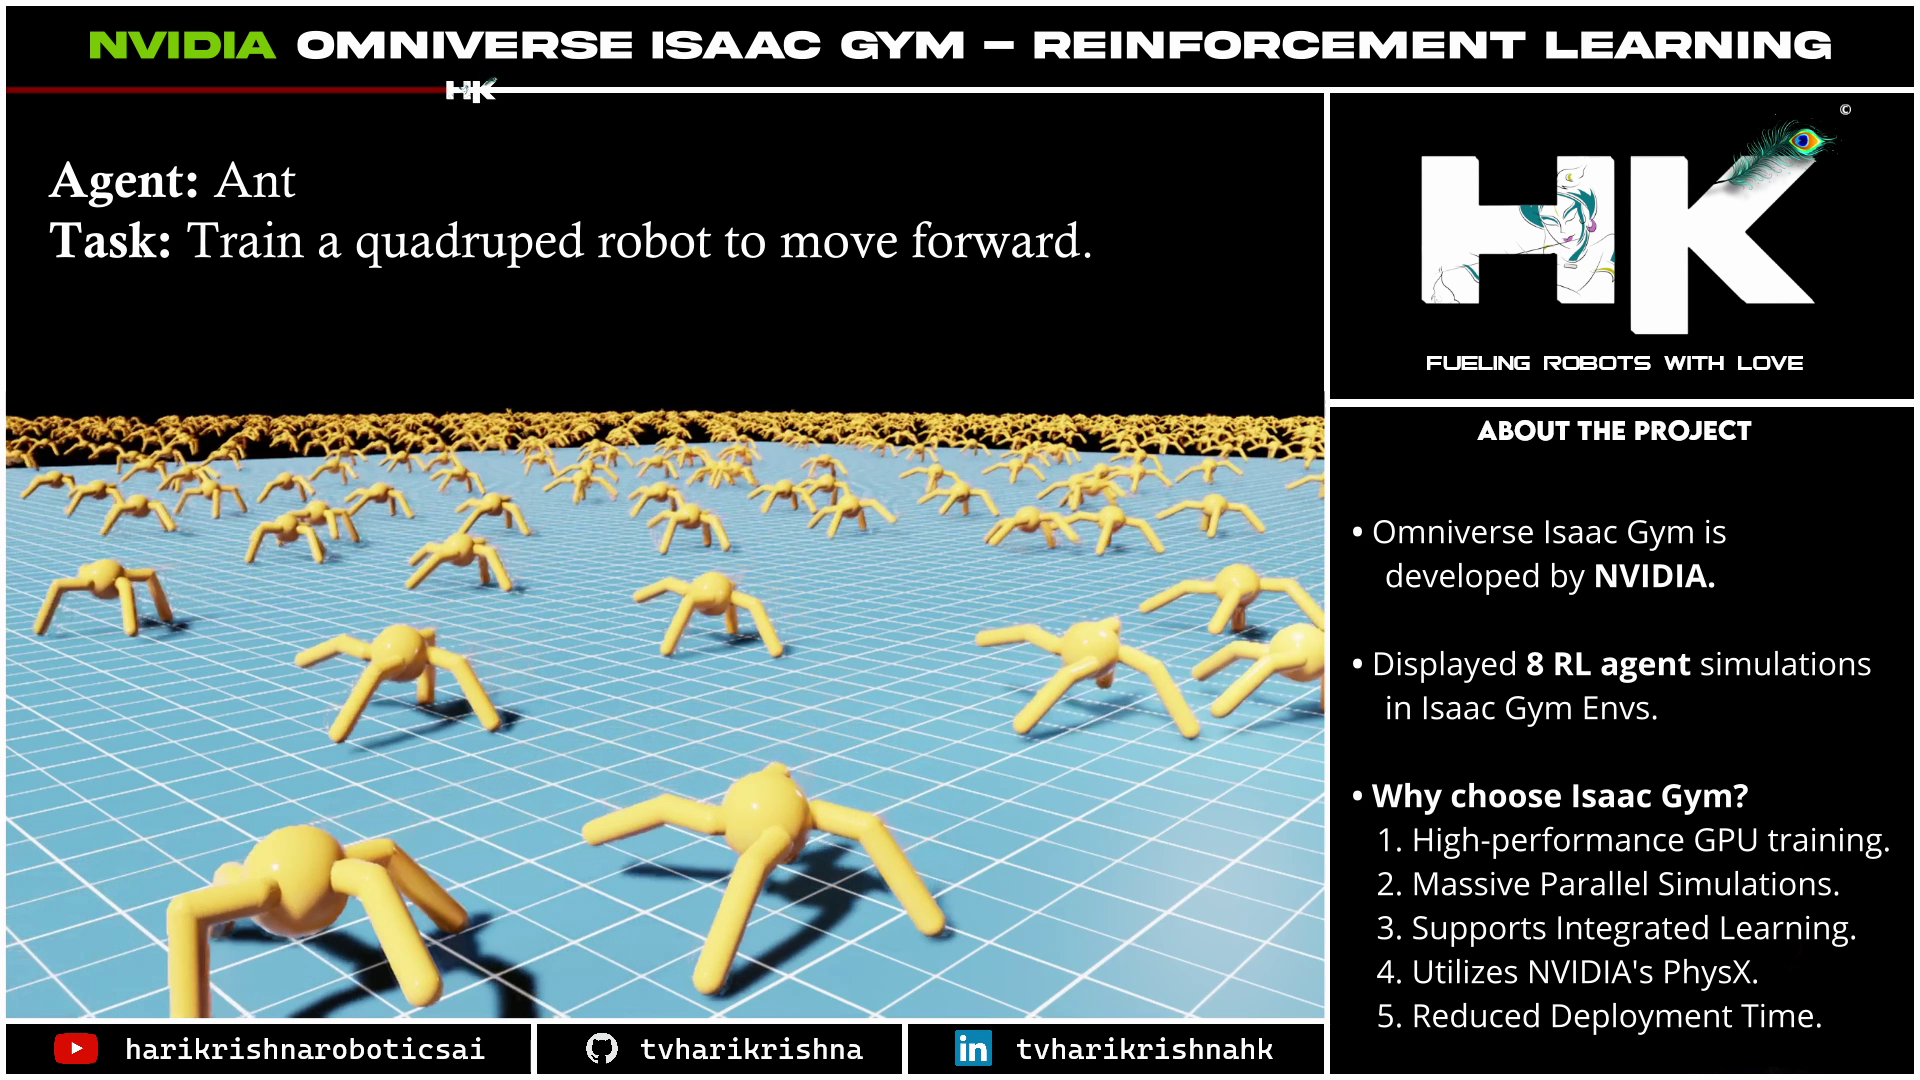 NVIDIA OMNIVERSE ISAAC GYM – REINFORCEMENT LEARNING
HK
Agent: Ant
Task: Train a quadruped robot to move forward.
©
HK
FUELING ROBOTS WITH LOVE
ABOUT THE PROJECT
• Omniverse Isaac Gym is
developed by NVIDIA.
• Displayed 8 RL agent simulations
in Isaac Gym Envs.
• Why choose Isaac Gym?
1. High-performance GPU training.
2. Massive Parallel Simulations.
3. Supports Integrated Learning.
4. Utilizes NVIDIA's PhysX.
5. Reduced Deployment Time.
harikrishnaroboticsai
tvharikrishna
in tvharikrishnahk